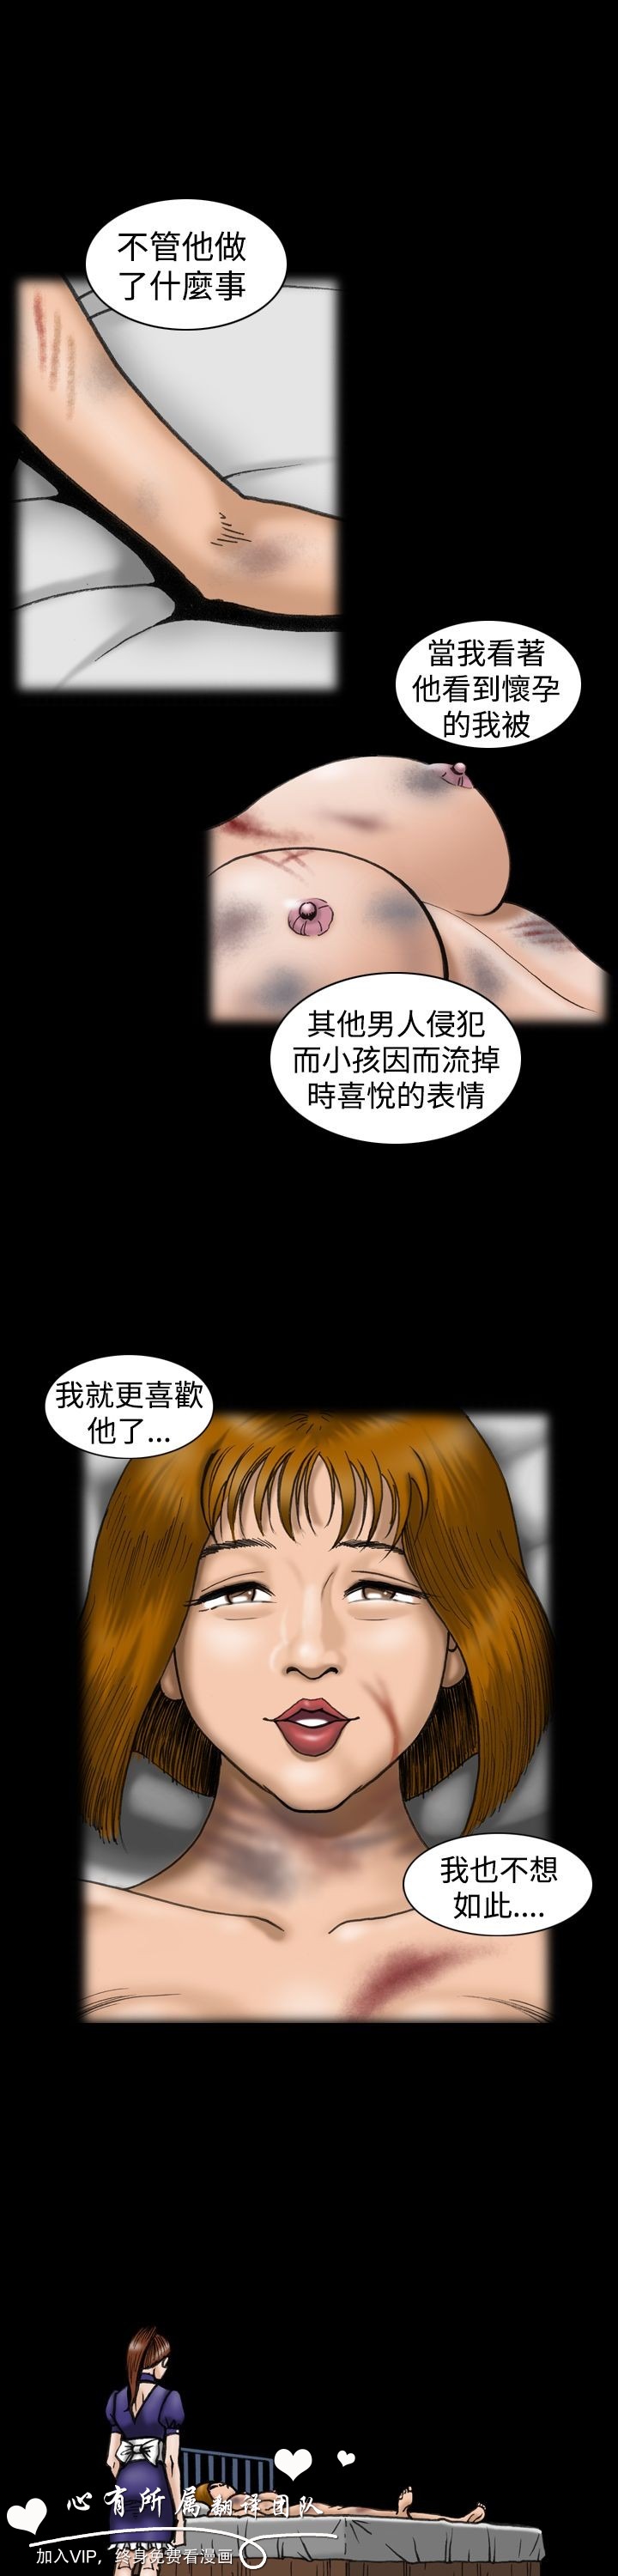 不管他做
了什麼事
當我看著
他看到懷孕
的我被
其他男人侵犯
而小孩因而流掉
時喜悅的表情
我就更喜歡
他了...
我也不想
如此....
心有所属翻译团队
加入VIP，终身免费看漫画